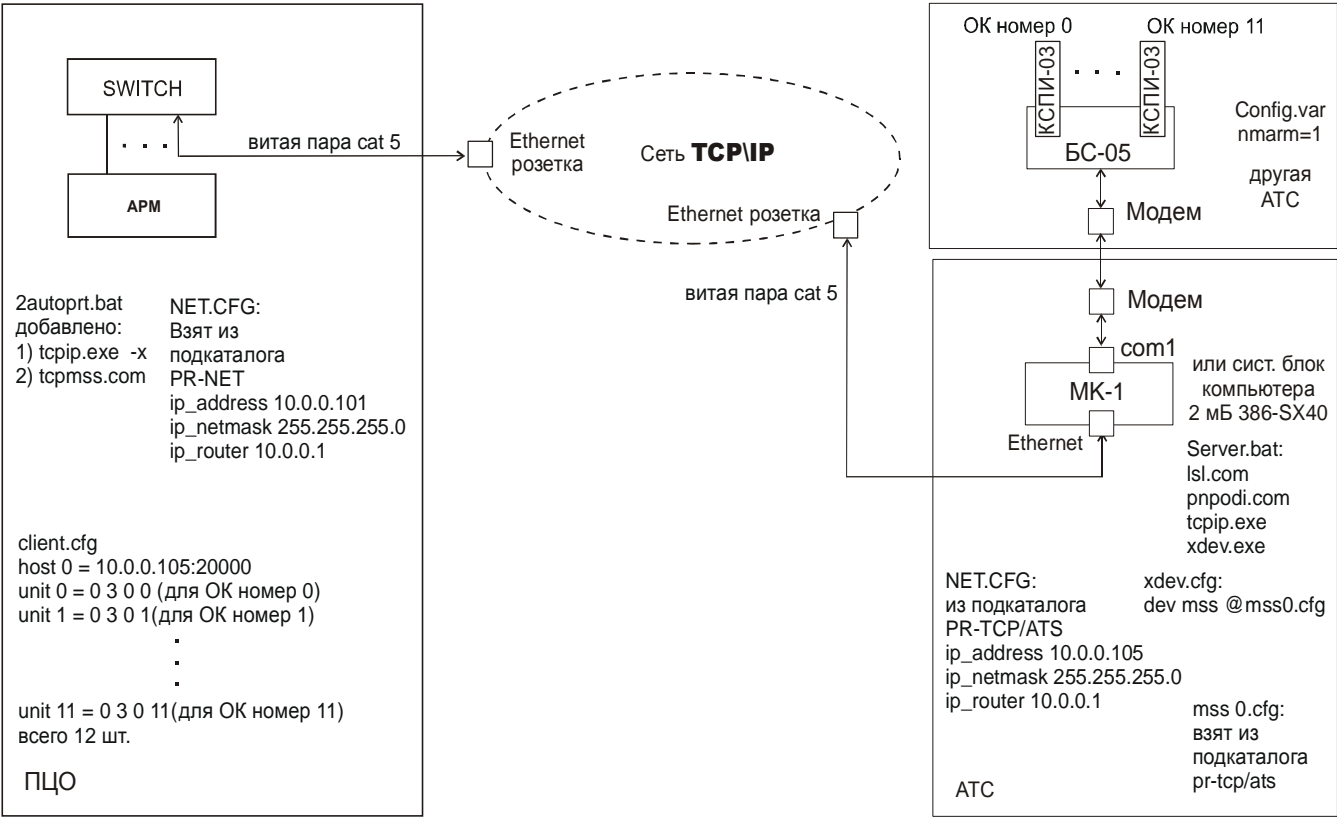 SWITCH
. . .
АРМ
витая пара cat 5
Ethernet
розетка
Сеть TCP\IP
Ethernet розетка
витая пара cat 5
2autoprt.bat
добавлено:
1) tcpip.exe -x
2) tcpmss.com
NET.CFG:
Взят из
подкаталога
PR-NET
ip_address 10.0.0.101
ip_netmask 255.255.255.0
ip_router 10.0.0.1
client.cfg
host 0 = 10.0.0.105:20000
unit 0 = 0 3 0 0 (для ОК номер 0)
unit 1 = 0 3 0 1(для ОК номер 1)
.
.
.
unit 11 = 0 3 0 11(для ОК номер 11)
всего 12 шт.
ПЦО
ОК номер 0
ОК номер 11
КСПИ-03
. . .
КСПИ-03
БС-05
Config.var
nmarm=1
другая
АТС
Модем
Модем
com1
МК-1
Ethernet
или сист. блок
компьютера
2 мБ 386-SX40
Server.bat:
lsl.com
pnpodi.com
tcpip.exe
xdev.exe
NET.CFG:
из подкаталога
PR-TCP/ATS
ip_address 10.0.0.105
ip_netmask 255.255.255.0
ip_router 10.0.0.1
xdev.cfg:
dev mss @mss0.cfg
mss 0.cfg:
взят из
подкаталога
pr-tcp/ats
АТС